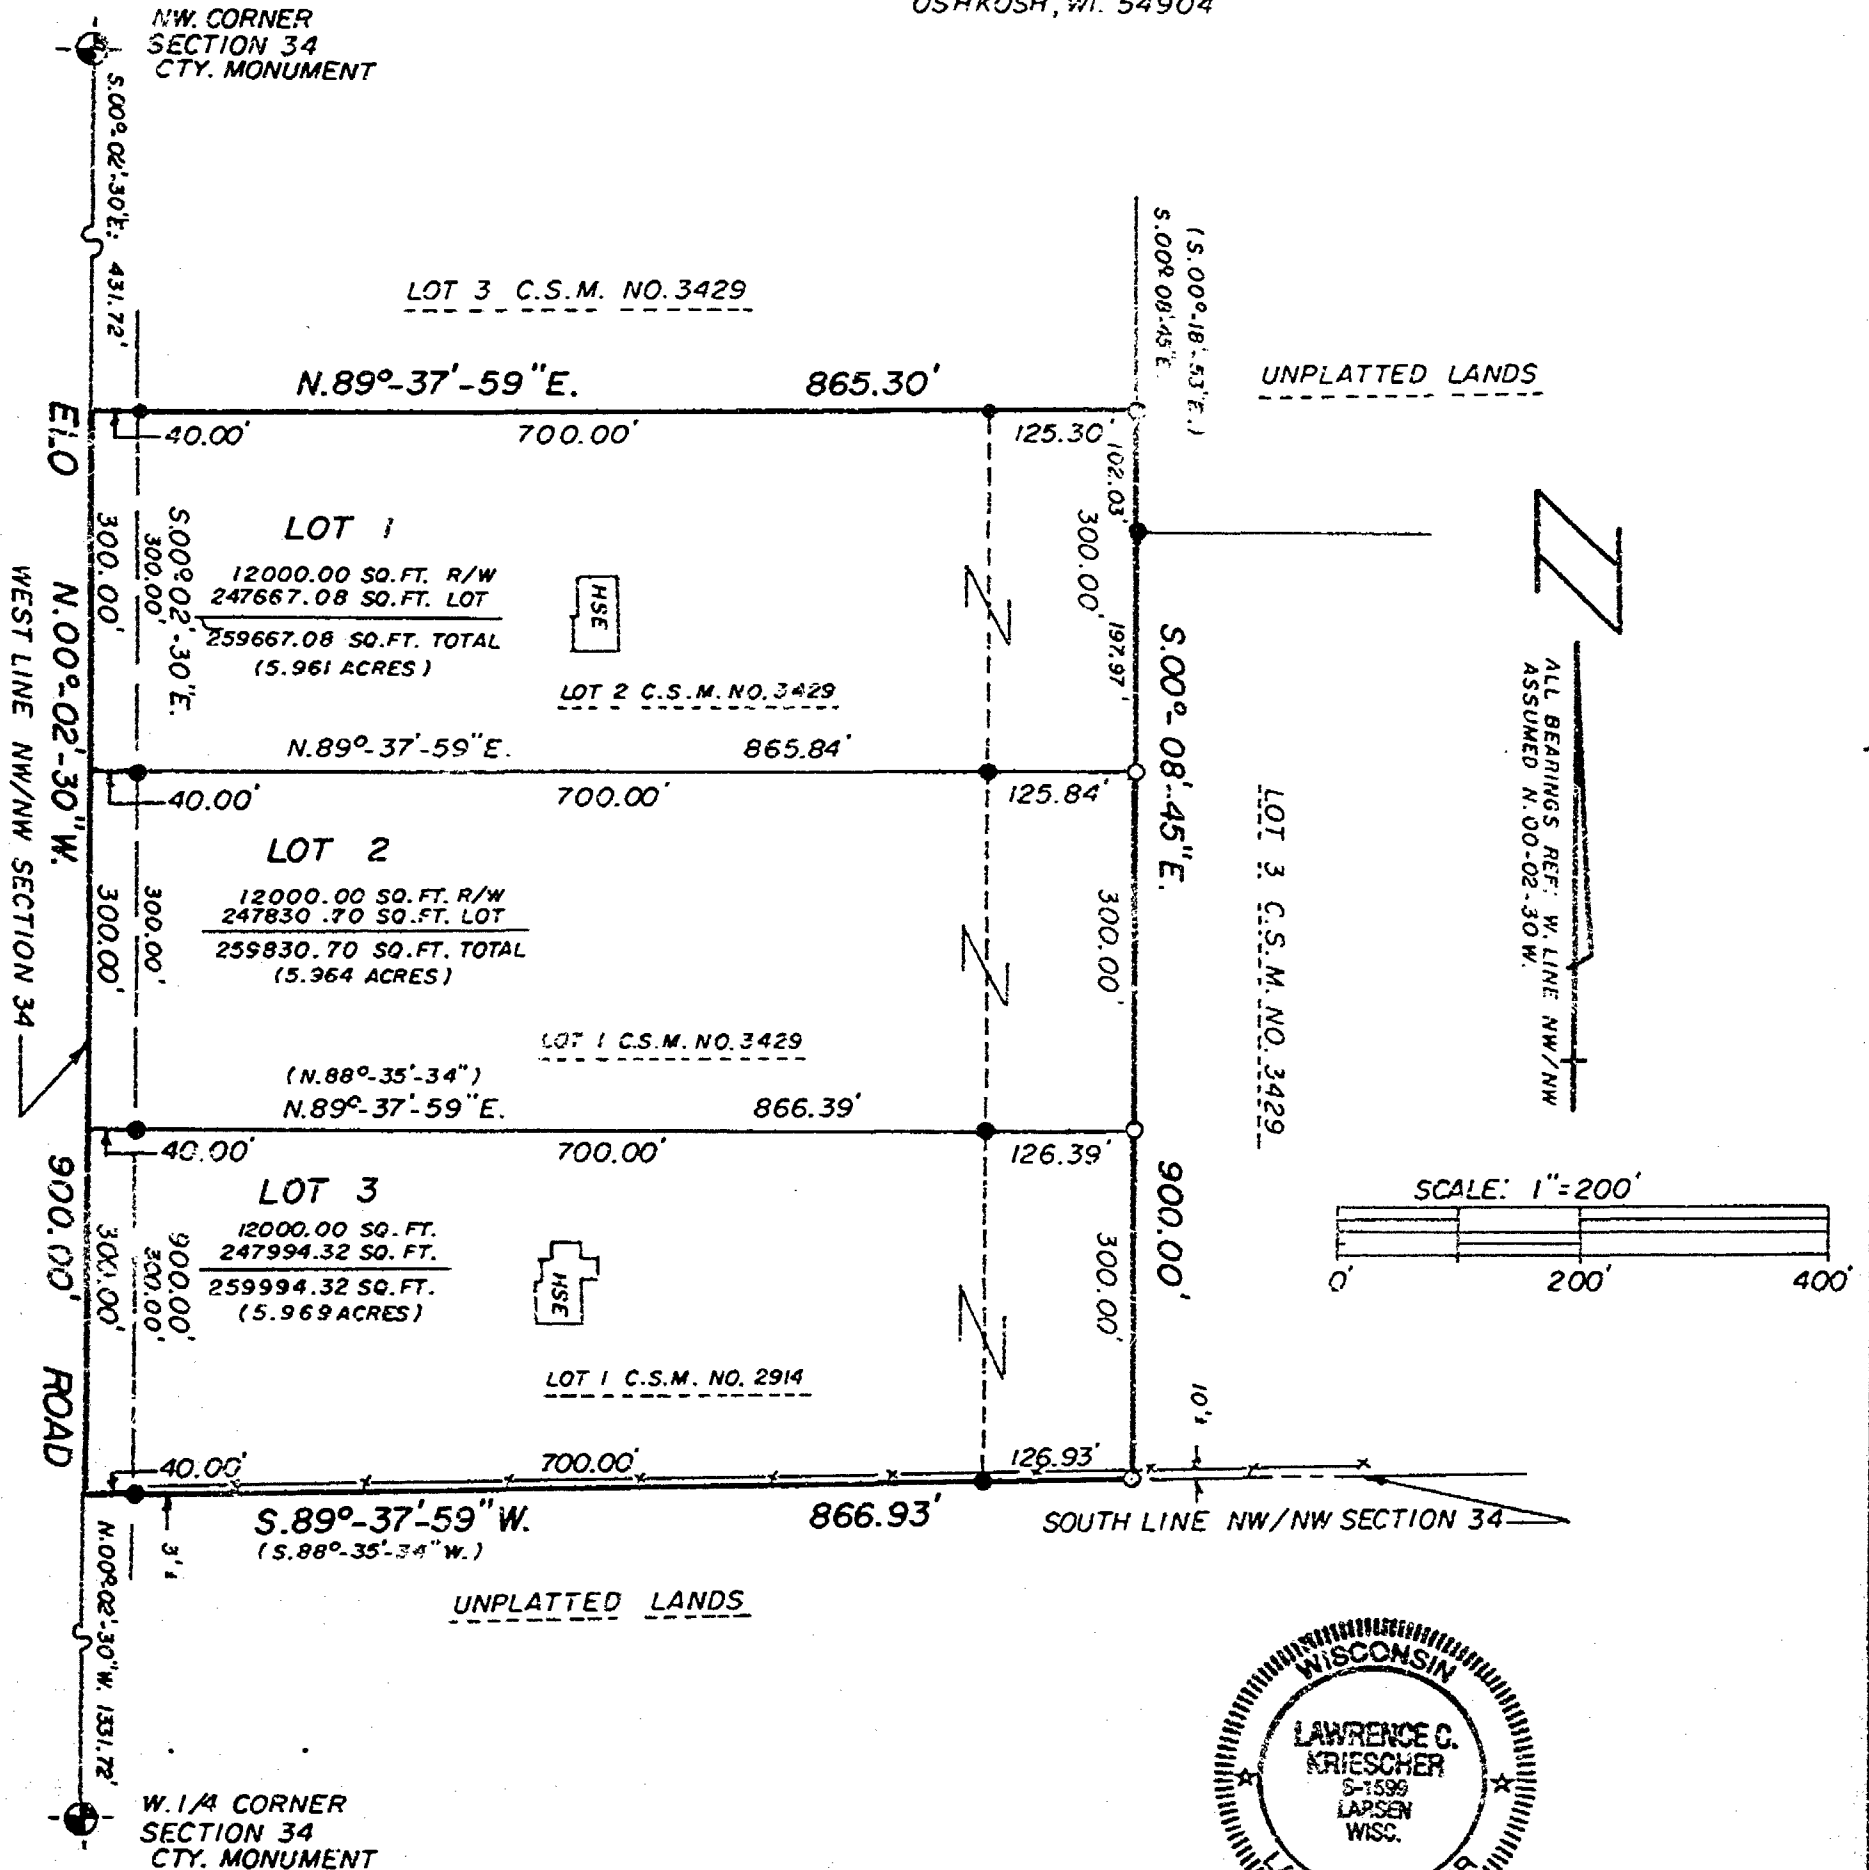 OSHKOSH, WI. 54904
NW. CORNER
SECTION 34
CTY. MONUMENT
S.00°-02'-30"E. 431.72'
LOT 3 C.S.M. NO. 3429
(S.00°-18'-53"E.)
S.00°08'-45"E.
UNPLATTED LANDS
N.89°-37'-59"E. 865.30'
40.00' 700.00' 125.30'
102.03'
300.00'
197.97'
ELO
N.00°-02'-30"W.
900.00'
ROAD
WEST LINE NW/NW SECTION 34
300.00'
S.00°02'-30"E.
300.00'
LOT 1
12000.00 SQ.FT. R/W
247667.08 SQ.FT. LOT
259667.08 SQ.FT. TOTAL
(5.961 ACRES)
HSE
LOT 2 C.S.M. NO. 3429
S.00°-08'-45"E.
900.00'
N.89°-37'-59"E. 865.84'
40.00' 700.00' 125.84'
LOT 2
12000.00 SQ.FT. R/W
247830.70 SQ.FT. LOT
259830.70 SQ.FT. TOTAL
(5.964 ACRES)
300.00'
300.00'
300.00'
LOT 1 C.S.M. NO. 3429
(N.88°-35'-34")
N.89°-37'-59"E. 866.39'
40.00' 700.00' 126.39'
LOT 3
12000.00 SQ.FT.
247994.32 SQ.FT.
259994.32 SQ.FT.
(5.969 ACRES)
300.00'
900.00'
300.00'
300.00'
HSE
LOT 1 C.S.M. NO. 2914
LOT 3 C.S.M. NO. 3429
ALL BEARINGS REF: W. LINE NW/NW
ASSUMED N.00-02-30W.
SCALE: 1"=200'
0' 200' 400'
10'±
40.00' 700.00' 126.93'
S.89°-37'-59"W. 866.93'
(S.88°-35'-34"W.)
3'±
SOUTH LINE NW/NW SECTION 34
UNPLATTED LANDS
N.00°02'-30"W. 1331.72'
W.1/4 CORNER
SECTION 34
CTY. MONUMENT
WISCONSIN
LAWRENCE C.
KRIESCHER
S-1599
LARSEN
WISC.